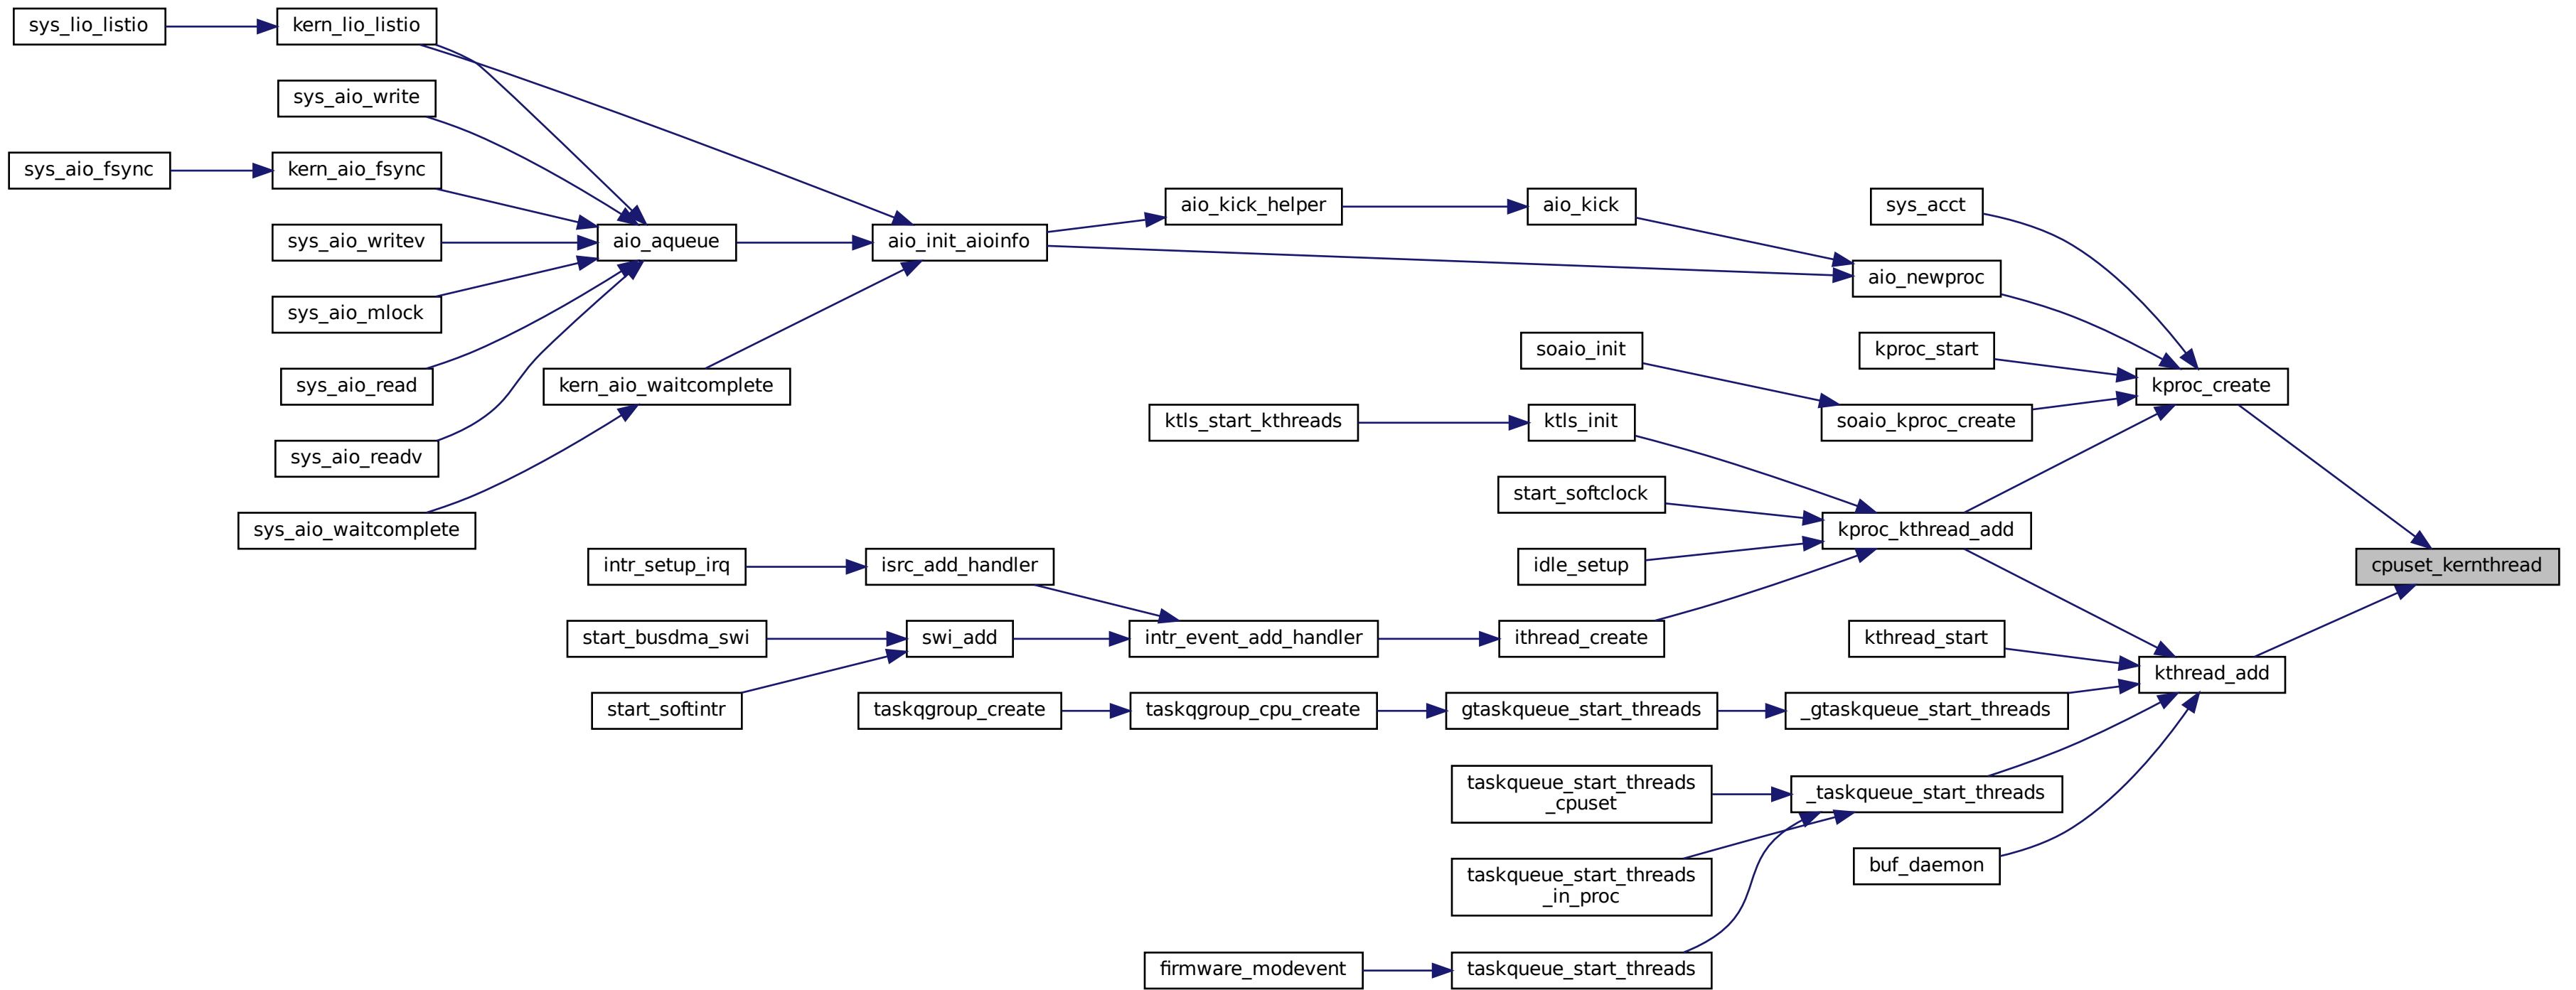 sys_lio_listio
kern_lio_listio
sys_aio_write
sys_aio_fsync
kern_aio_fsync
aio_kick_helper
aio_kick
sys_acct
sys_aio_writev
aio_aqueue
aio_init_aioinfo
aio_newproc
sys_aio_mlock
soaio_init
kproc_start
sys_aio_read
kern_aio_waitcomplete
kproc_create
ktls_start_kthreads
ktls_init
soaio_kproc_create
sys_aio_readv
start_softclock
sys_aio_waitcomplete
kproc_kthread_add
intr_setup_irq
isrc_add_handler
idle_setup
cpuset_kernthread
start_busdma_swi
swi_add
intr_event_add_handler
ithread_create
kthread_start
kthread_add
start_softintr
taskqgroup_create
taskqgroup_cpu_create
gtaskqueue_start_threads
_gtaskqueue_start_threads
taskqueue_start_threads
_cpuset
_taskqueue_start_threads
buf_daemon
taskqueue_start_threads
_in_proc
firmware_modevent
taskqueue_start_threads